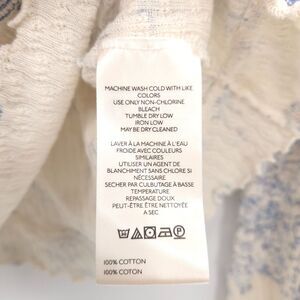 MACHINE WASH COLD WITH LIKE
COLORS
USE ONLY NON-CHLORINE
BLEACH
TUMBLE DRY LOW
IRON LOW
MAY BE DRY CLEANED
LAVER À LA MACHINE À L'EAU
FROIDE AVEC COULEURS
SIMILAIRES
UTILISER UN AGENT DE
BLANCHIMENT SANS CHLORE SI
NÉCESSAIRE
SECHER PAR CULBUTAGE À BASSE
TEMPERATURE
REPASSAGE DOUX
PEUT-ÊTRE ÊTRE NETTOYÉE
A SEC
100% COTTON
100% COTON